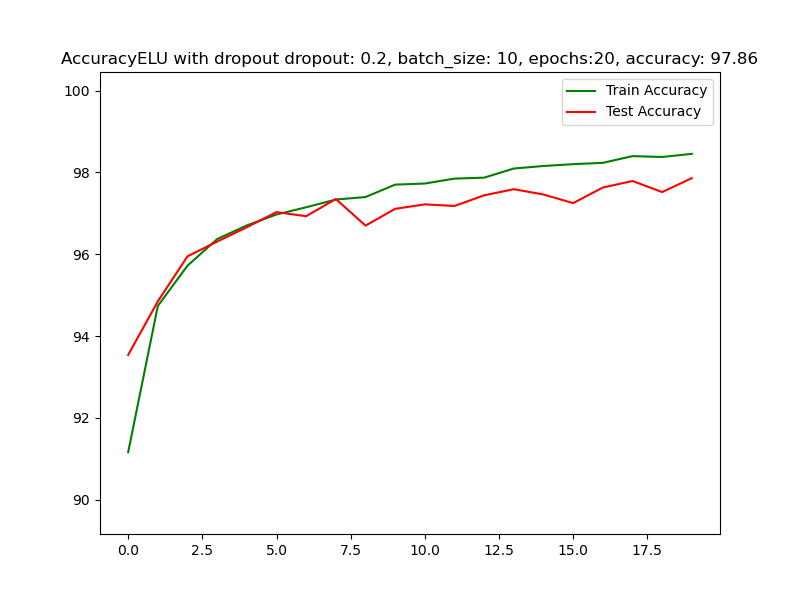 AccuracyELU with dropout dropout: 0.2, batch_size: 10, epochs:20, accuracy: 97.86
Train Accuracy
Test Accuracy
100
98
96
94
92
90
0.0 2.5 5.0 7.5 10.0 12.5 15.0 17.5